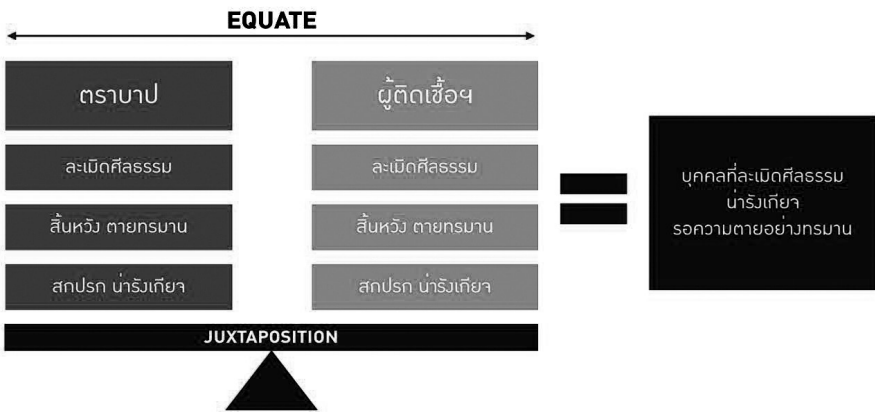 EQUATE
ตราบาป
ผู้ติดเชื้อฯ
ละเมิดศีลธรรม
ละเมิดศีลธรรม
สิ้นหวัง ตายทรมาน
สิ้นหวัง ตายทรมาน
สกปรก น่ารังเกียจ
สกปรก น่ารังเกียจ
JUXTAPOSITION
บุคคลที่ละเมิดศีลธรรม
น่ารังเกียจ
รอความตายอย่างทรมาน